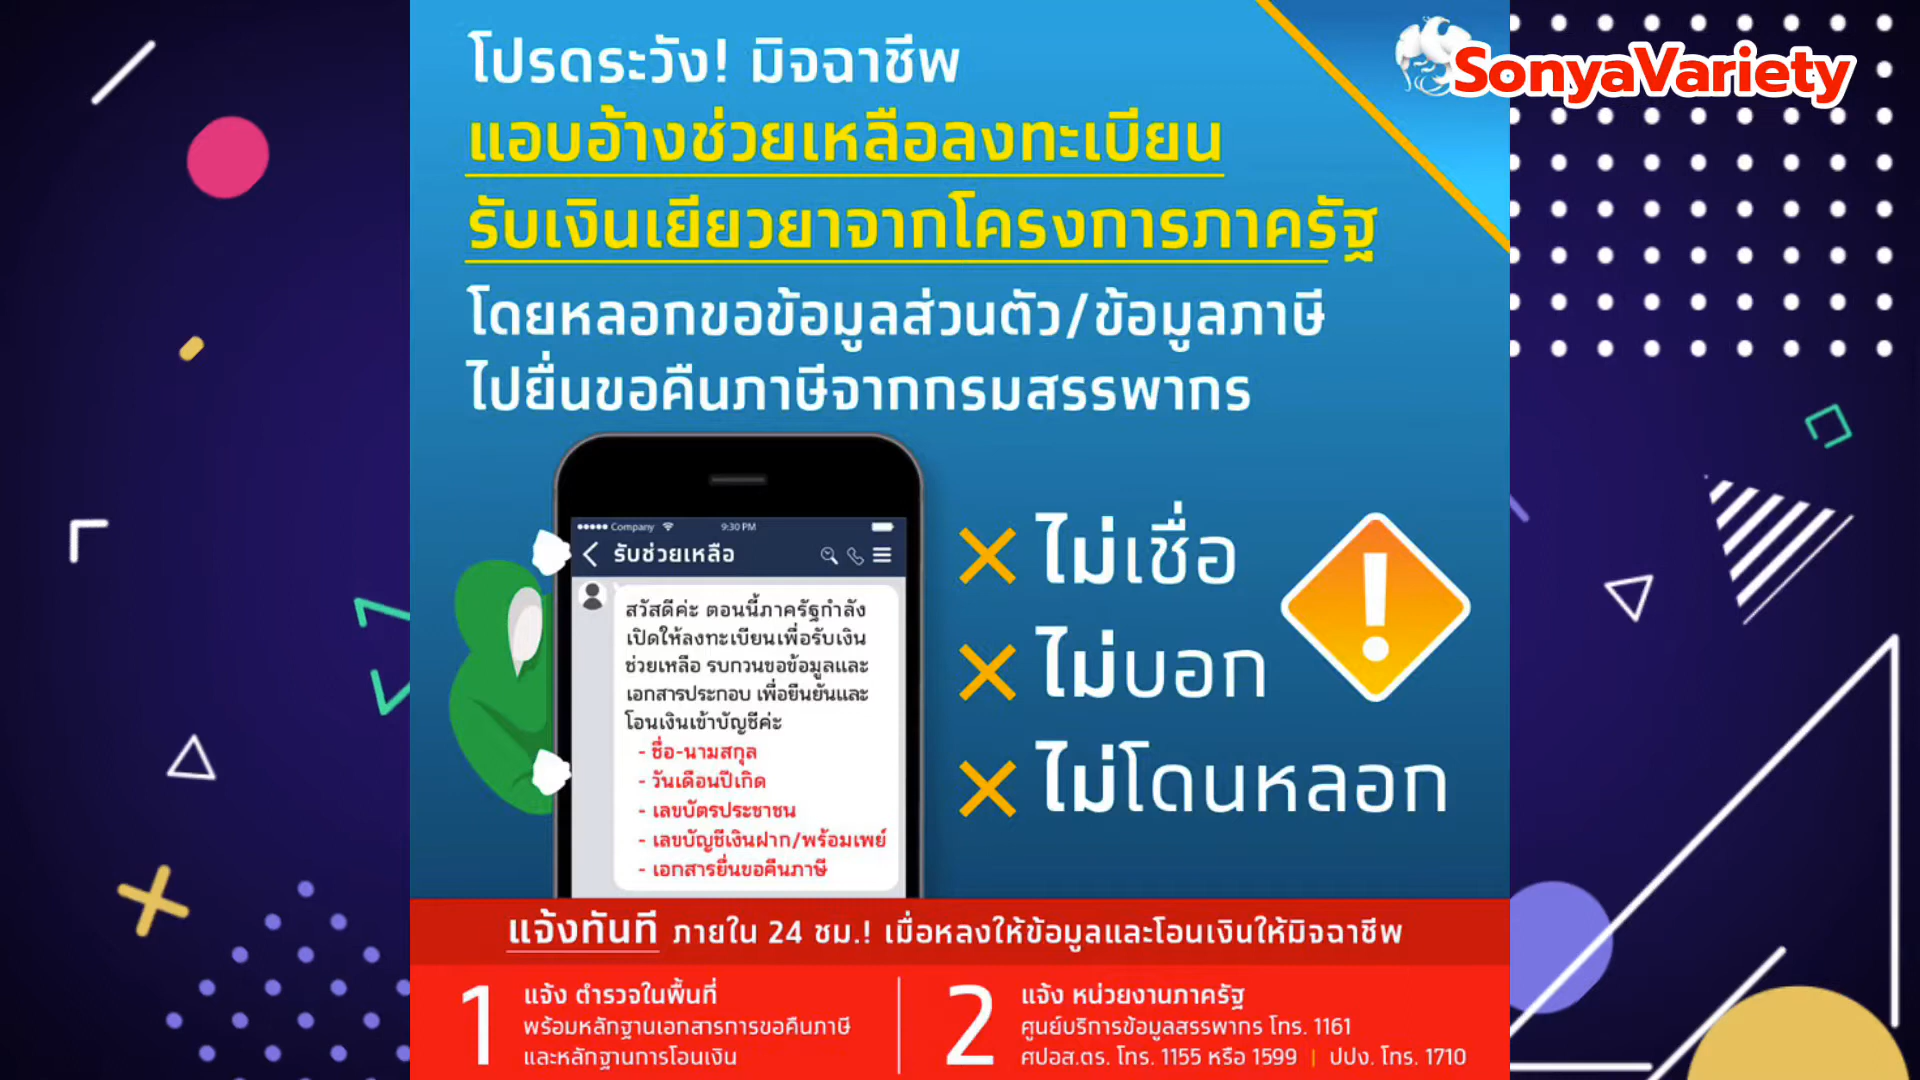 โปรดระวัง! มิจฉาชีพ
SonyaVariety
แอบอ้างช่วยเหลือลงทะเบียน
รับเงินเยียวยาจากโครงการภาครัฐ
โดยหลอกขอข้อมูลส่วนตัว/ข้อมูลภาษี
ไปยื่นขอคืนภาษีจากกรมสรรพากร
Company 9:30 PM
รับช่วยเหลือ
สวัสดีค่ะ ตอนนี้ภาครัฐกำลัง
เปิดให้ลงทะเบียนเพื่อรับเงิน
ช่วยเหลือ รบกวนขอข้อมูลและ
เอกสารประกอบ เพื่อยืนยันและ
โอนเงินเข้าบัญชีค่ะ
- ชื่อ-นามสกุล
- วันเดือนปีเกิด
- เลขบัตรประชาชน
- เลขบัญชีเงินฝาก/พร้อมเพย์
- เอกสารยื่นขอคืนภาษี
ไม่เชื่อ
ไม่บอก
ไม่โดนหลอก
แจ้งทันที ภายใน 24 ชม.! เมื่อหลงให้ข้อมูลและโอนเงินให้มิจฉาชีพ
1 แจ้ง ตำรวจในพื้นที่
พร้อมหลักฐานเอกสารการขอคืนภาษี
และหลักฐานการโอนเงิน
2 แจ้ง หน่วยงานภาครัฐ
ศูนย์บริการข้อมูลสรรพากร โทร. 1161
ศปอส.ตร. โทร. 1155 หรือ 1599 | ปปง. โทร. 1710